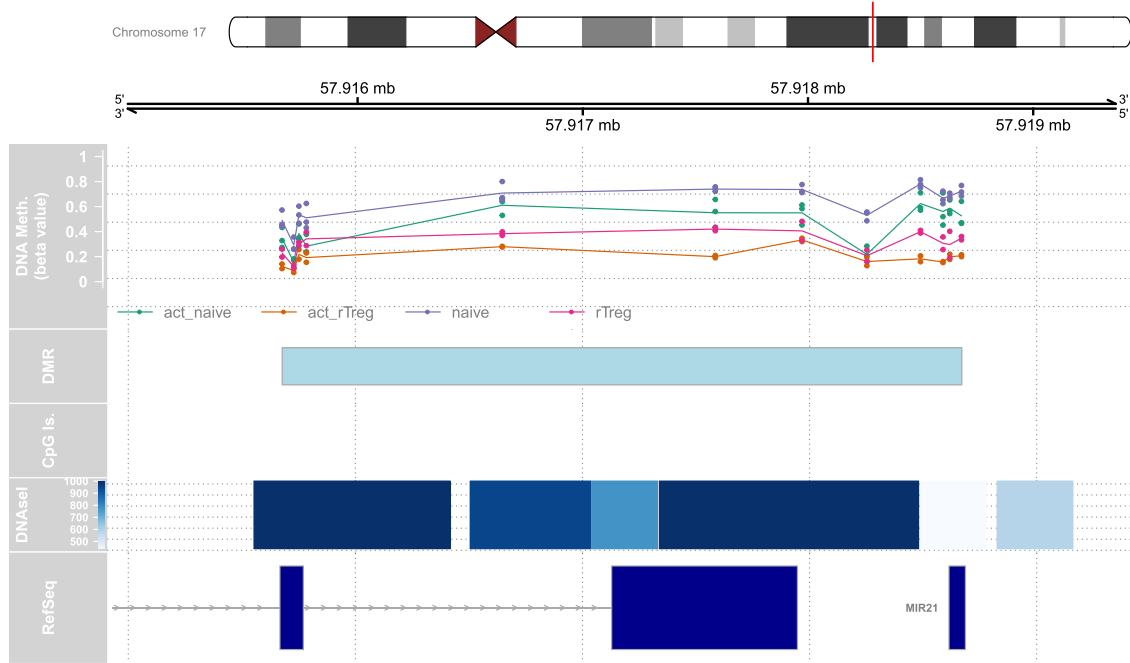 Chromosome 17
57.916 mb
57.918 mb
5'
3'
3'
5'
57.917 mb
57.919 mb
DNA Meth.
(beta value)
1
0.8
0.6
0.4
0.2
0
act_naive
act_rTreg
naive
rTreg
DMR
CpG Is.
DNAseI
1000
900
800
700
600
500
RefSeq
MIR21